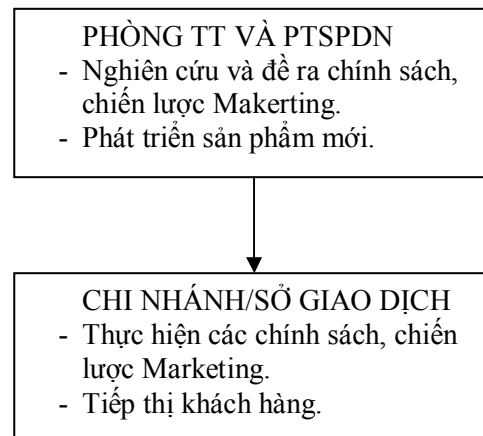 PHÒNG TT VÀ PTSPDN
- Nghiên cứu và đề ra chính sách,
chiến lược Makerting.
- Phát triển sản phẩm mới.
CHI NHÁNH/SỞ GIAO DỊCH
- Thực hiện các chính sách, chiến
lược Marketing.
- Tiếp thị khách hàng.